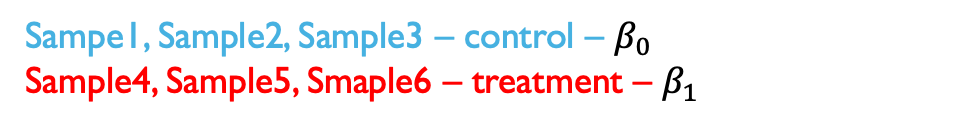 Sampe1, Sample2, Sample3 – control – β₀
Sample4, Sample5, Smaple6 – treatment – β₁